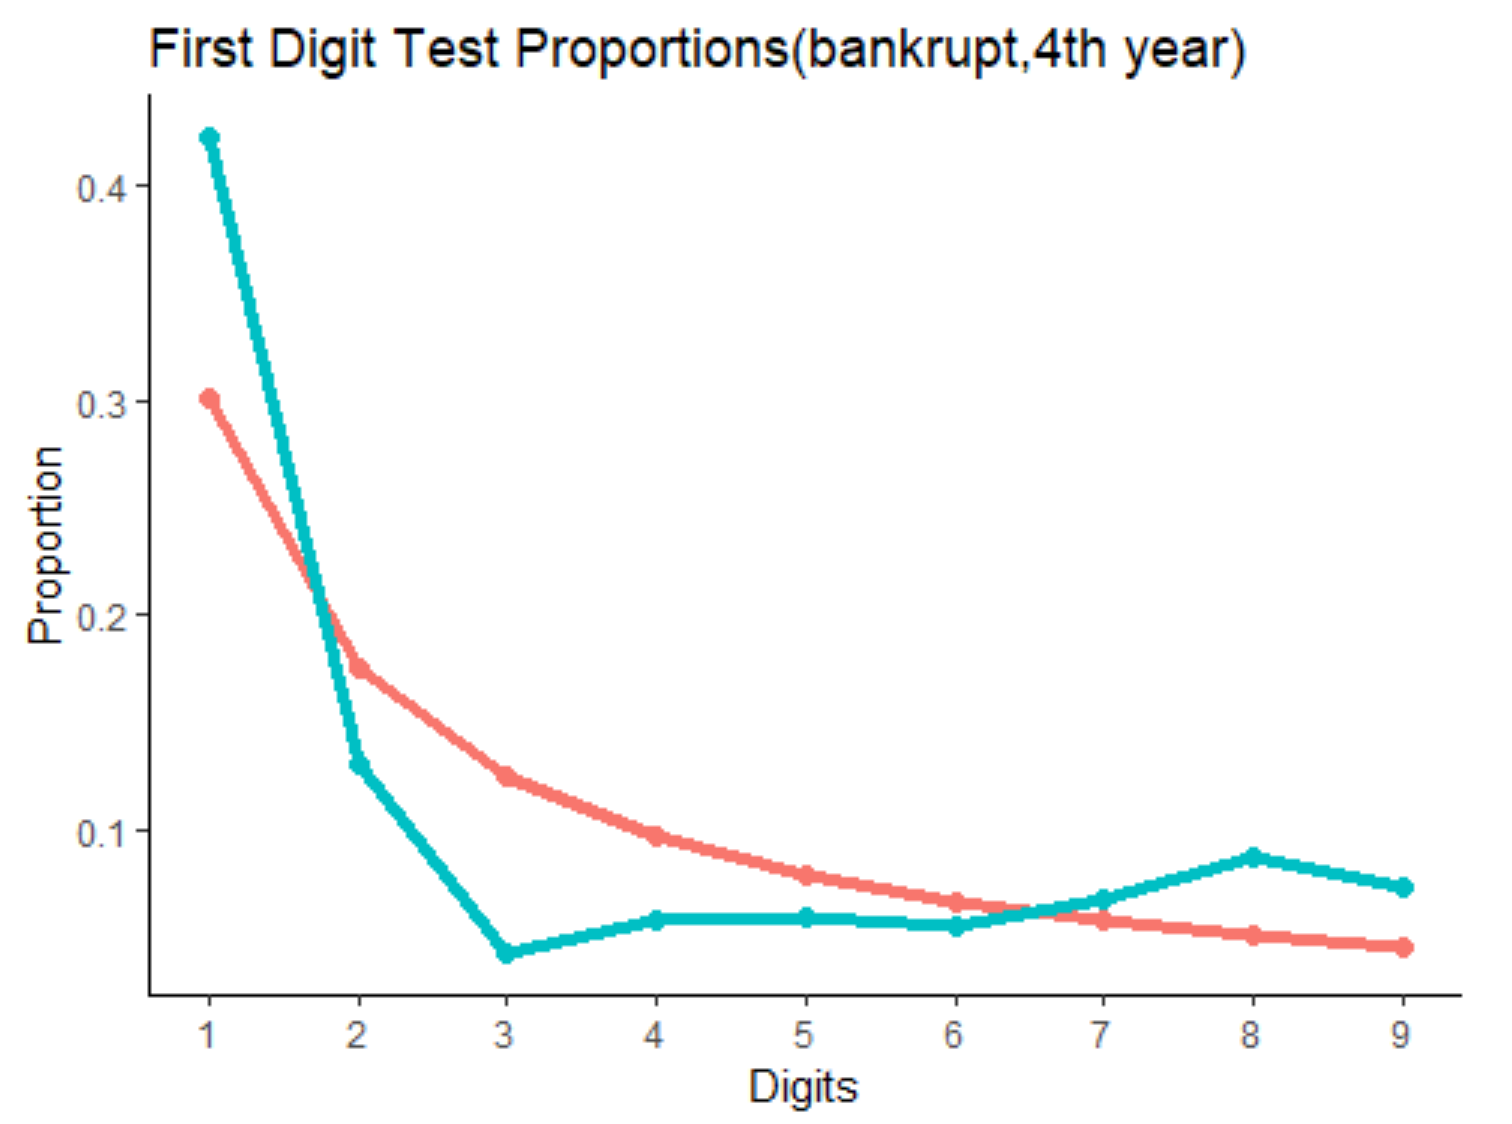 First Digit Test Proportions(bankrupt,4th year)
0.4
0.3
0.2
0.1
Proportion
1 2 3 4 5 6 7 8 9
Digits